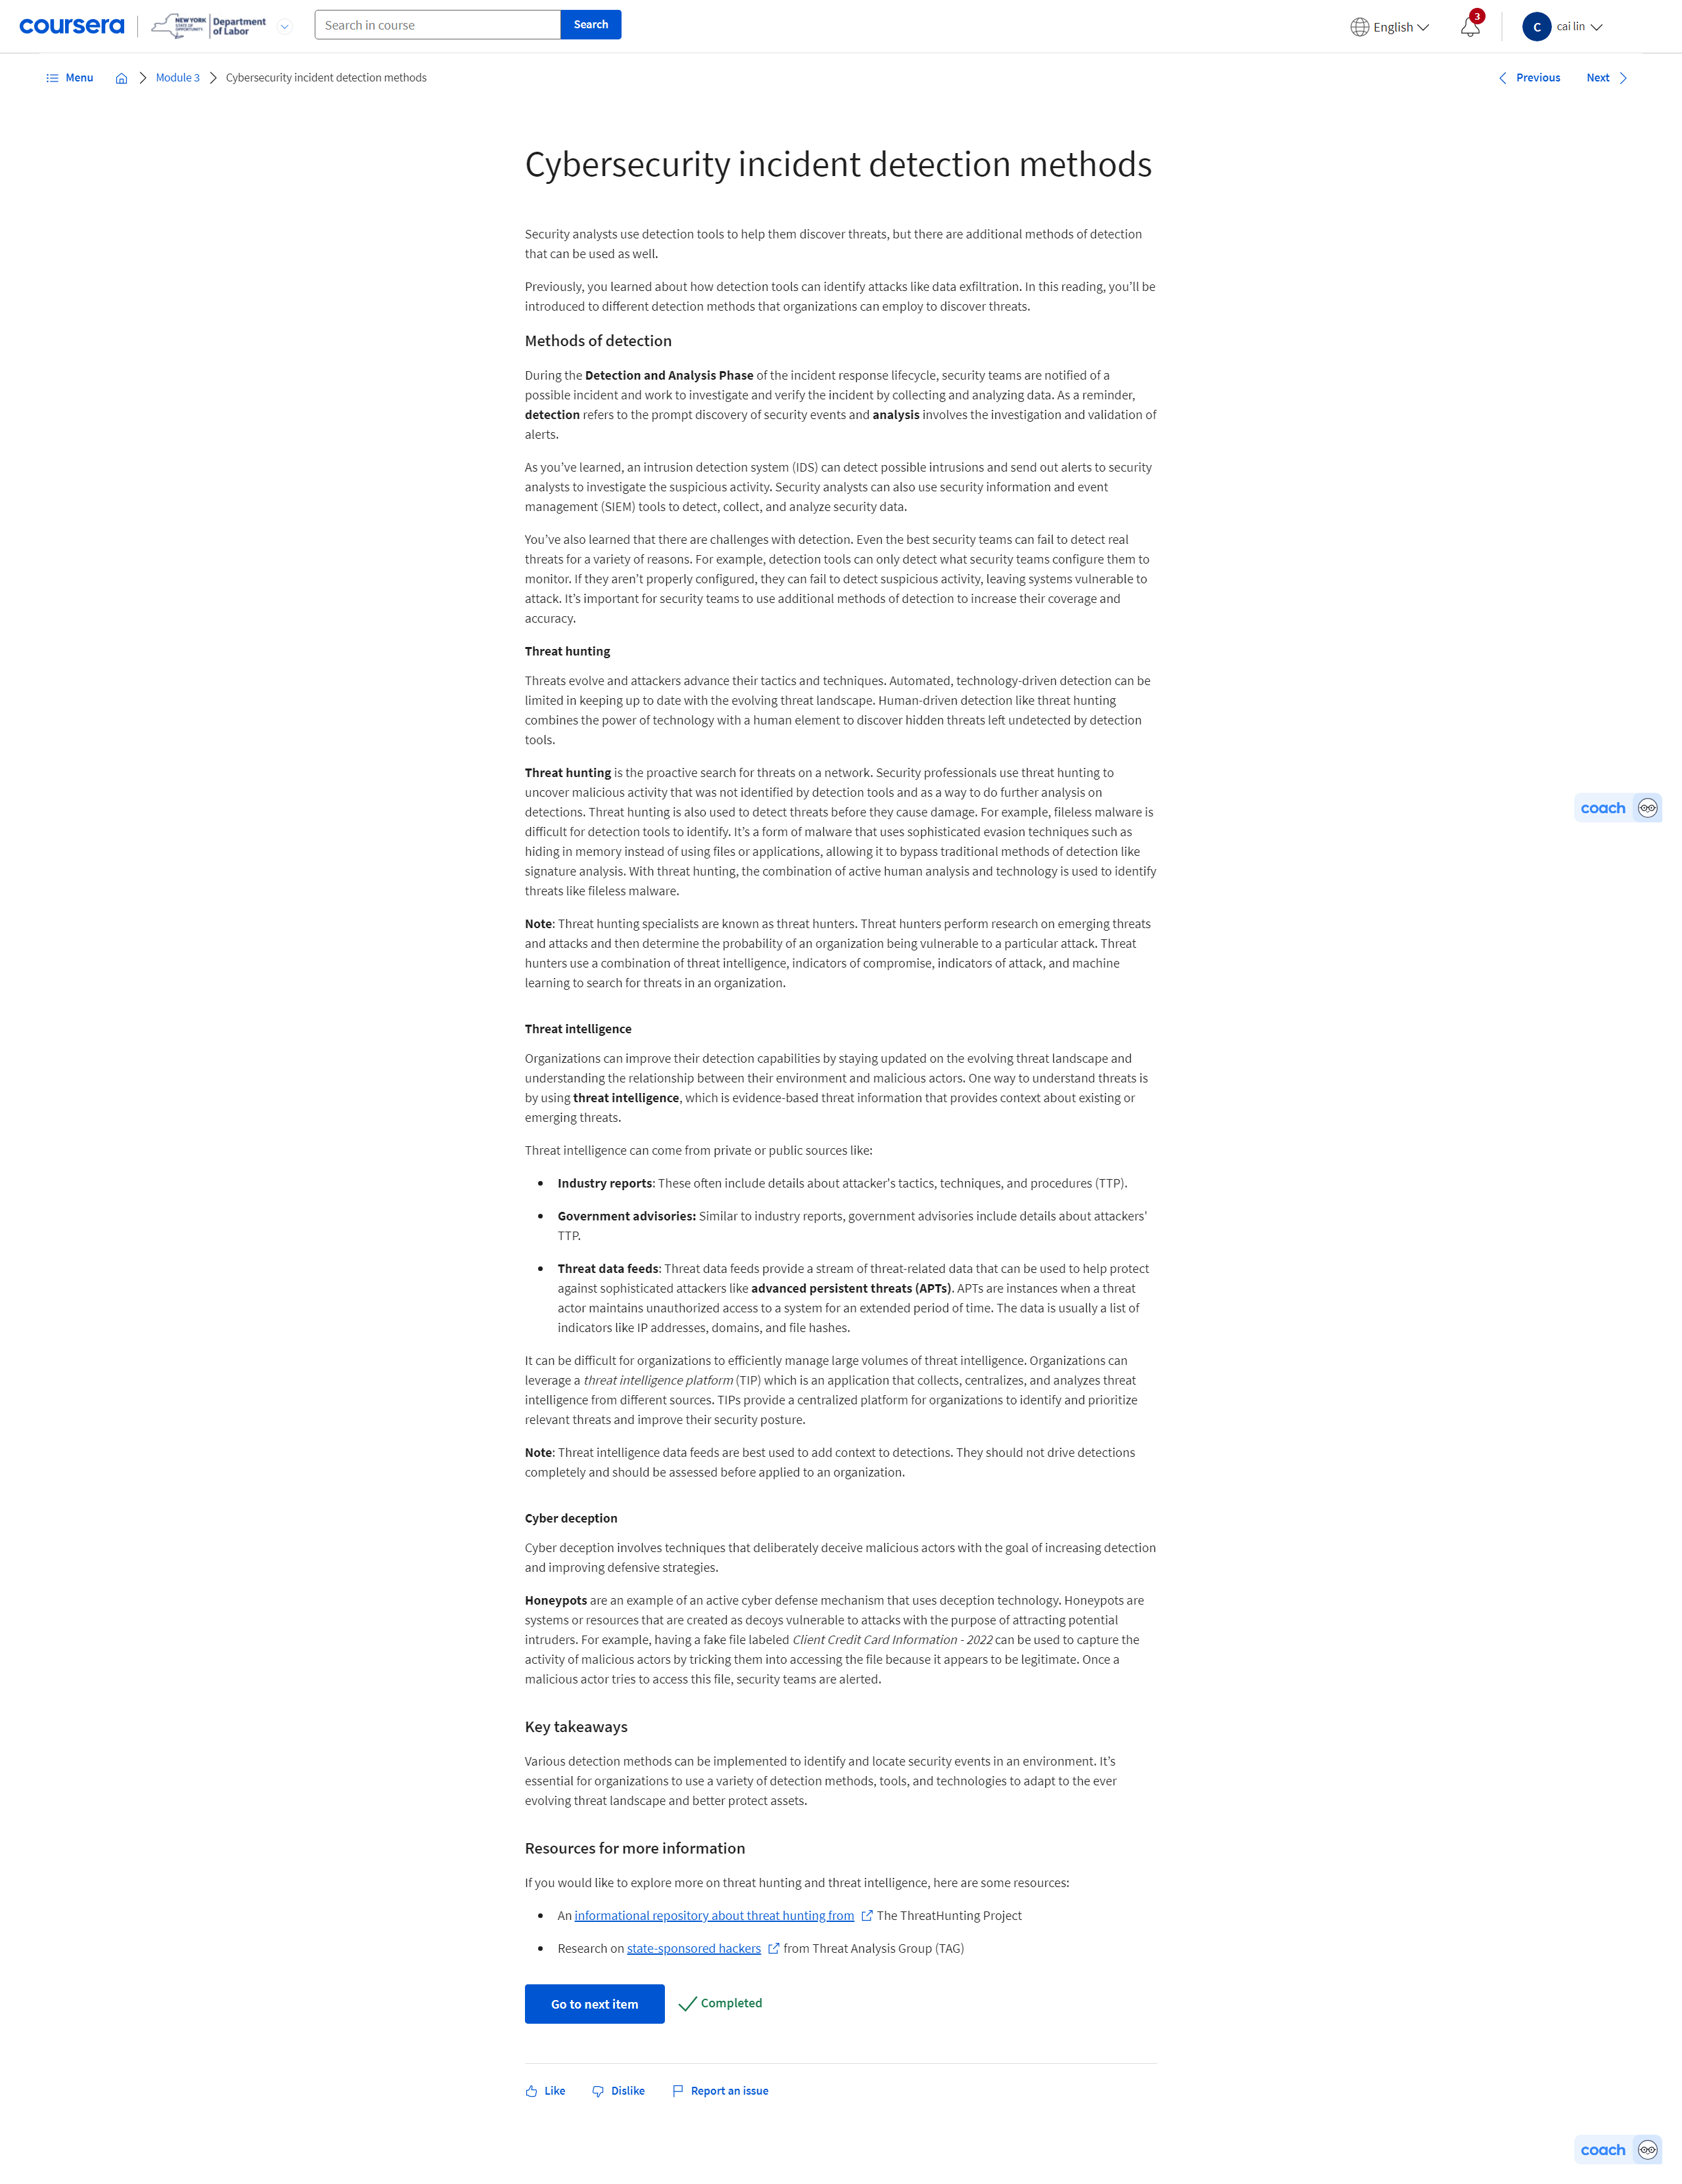 coursera
NEW YORK
STATE OF
OPPORTUNITY
Department
of Labor
Search in course
Search
English
3
C
cai lin
Menu
Module 3
Cybersecurity incident detection methods
Previous
Next
Cybersecurity incident detection methods
Security analysts use detection tools to help them discover threats, but there are additional methods of detection
that can be used as well.
Previously, you learned about how detection tools can identify attacks like data exfiltration. In this reading, you’ll be
introduced to different detection methods that organizations can employ to discover threats.
Methods of detection
During the Detection and Analysis Phase of the incident response lifecycle, security teams are notified of a
possible incident and work to investigate and verify the incident by collecting and analyzing data. As a reminder,
detection refers to the prompt discovery of security events and analysis involves the investigation and validation of
alerts.
As you’ve learned, an intrusion detection system (IDS) can detect possible intrusions and send out alerts to security
analysts to investigate the suspicious activity. Security analysts can also use security information and event
management (SIEM) tools to detect, collect, and analyze security data.
You’ve also learned that there are challenges with detection. Even the best security teams can fail to detect real
threats for a variety of reasons. For example, detection tools can only detect what security teams configure them to
monitor. If they aren’t properly configured, they can fail to detect suspicious activity, leaving systems vulnerable to
attack. It’s important for security teams to use additional methods of detection to increase their coverage and
accuracy.
Threat hunting
Threats evolve and attackers advance their tactics and techniques. Automated, technology-driven detection can be
limited in keeping up to date with the evolving threat landscape. Human-driven detection like threat hunting
combines the power of technology with a human element to discover hidden threats left undetected by detection
tools.
Threat hunting is the proactive search for threats on a network. Security professionals use threat hunting to
uncover malicious activity that was not identified by detection tools and as a way to do further analysis on
detections. Threat hunting is also used to detect threats before they cause damage. For example, fileless malware is
difficult for detection tools to identify. It’s a form of malware that uses sophisticated evasion techniques such as
hiding in memory instead of using files or applications, allowing it to bypass traditional methods of detection like
signature analysis. With threat hunting, the combination of active human analysis and technology is used to identify
threats like fileless malware.
Note: Threat hunting specialists are known as threat hunters. Threat hunters perform research on emerging threats
and attacks and then determine the probability of an organization being vulnerable to a particular attack. Threat
hunters use a combination of threat intelligence, indicators of compromise, indicators of attack, and machine
learning to search for threats in an organization.
Threat intelligence
Organizations can improve their detection capabilities by staying updated on the evolving threat landscape and
understanding the relationship between their environment and malicious actors. One way to understand threats is
by using threat intelligence, which is evidence-based threat information that provides context about existing or
emerging threats.
Threat intelligence can come from private or public sources like:
• Industry reports: These often include details about attacker's tactics, techniques, and procedures (TTP).
• Government advisories: Similar to industry reports, government advisories include details about attackers'
TTP.
• Threat data feeds: Threat data feeds provide a stream of threat-related data that can be used to help protect
against sophisticated attackers like advanced persistent threats (APTs). APTs are instances when a threat
actor maintains unauthorized access to a system for an extended period of time. The data is usually a list of
indicators like IP addresses, domains, and file hashes.
It can be difficult for organizations to efficiently manage large volumes of threat intelligence. Organizations can
leverage a threat intelligence platform (TIP) which is an application that collects, centralizes, and analyzes threat
intelligence from different sources. TIPs provide a centralized platform for organizations to identify and prioritize
relevant threats and improve their security posture.
Note: Threat intelligence data feeds are best used to add context to detections. They should not drive detections
completely and should be assessed before applied to an organization.
Cyber deception
Cyber deception involves techniques that deliberately deceive malicious actors with the goal of increasing detection
and improving defensive strategies.
Honeypots are an example of an active cyber defense mechanism that uses deception technology. Honeypots are
systems or resources that are created as decoys vulnerable to attacks with the purpose of attracting potential
intruders. For example, having a fake file labeled Client Credit Card Information - 2022 can be used to capture the
activity of malicious actors by tricking them into accessing the file because it appears to be legitimate. Once a
malicious actor tries to access this file, security teams are alerted.
Key takeaways
Various detection methods can be implemented to identify and locate security events in an environment. It’s
essential for organizations to use a variety of detection methods, tools, and technologies to adapt to the ever
evolving threat landscape and better protect assets.
Resources for more information
If you would like to explore more on threat hunting and threat intelligence, here are some resources:
• An informational repository about threat hunting from The ThreatHunting Project
• Research on state-sponsored hackers from Threat Analysis Group (TAG)
Go to next item
Completed
Like
Dislike
Report an issue
coach
coach